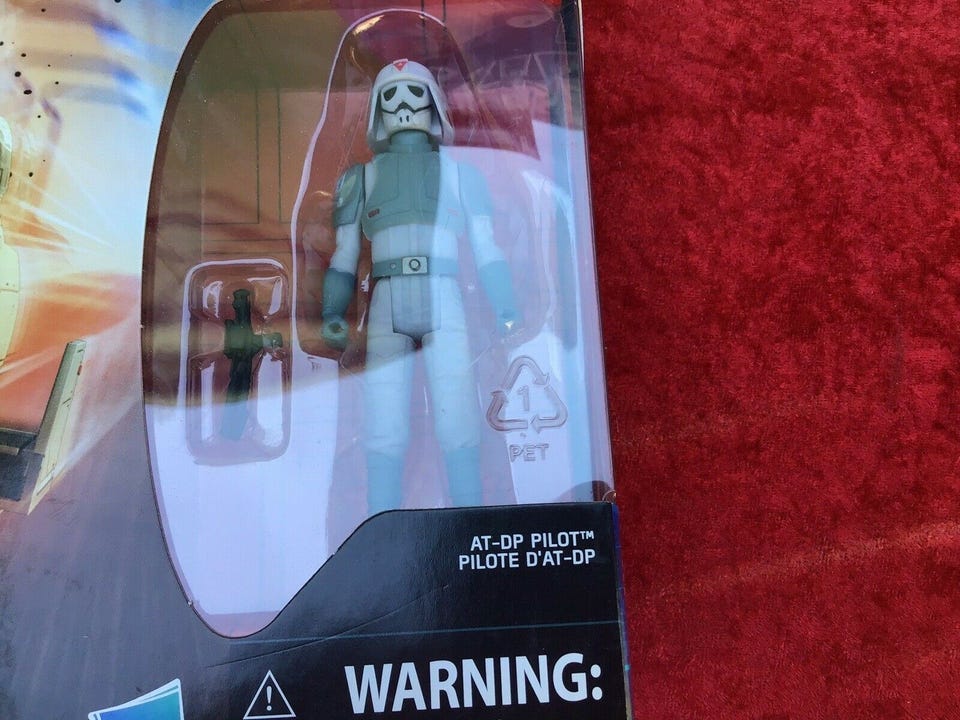 1
PET
AT-DP PILOT™
PILOTE D'AT-DP
WARNING: